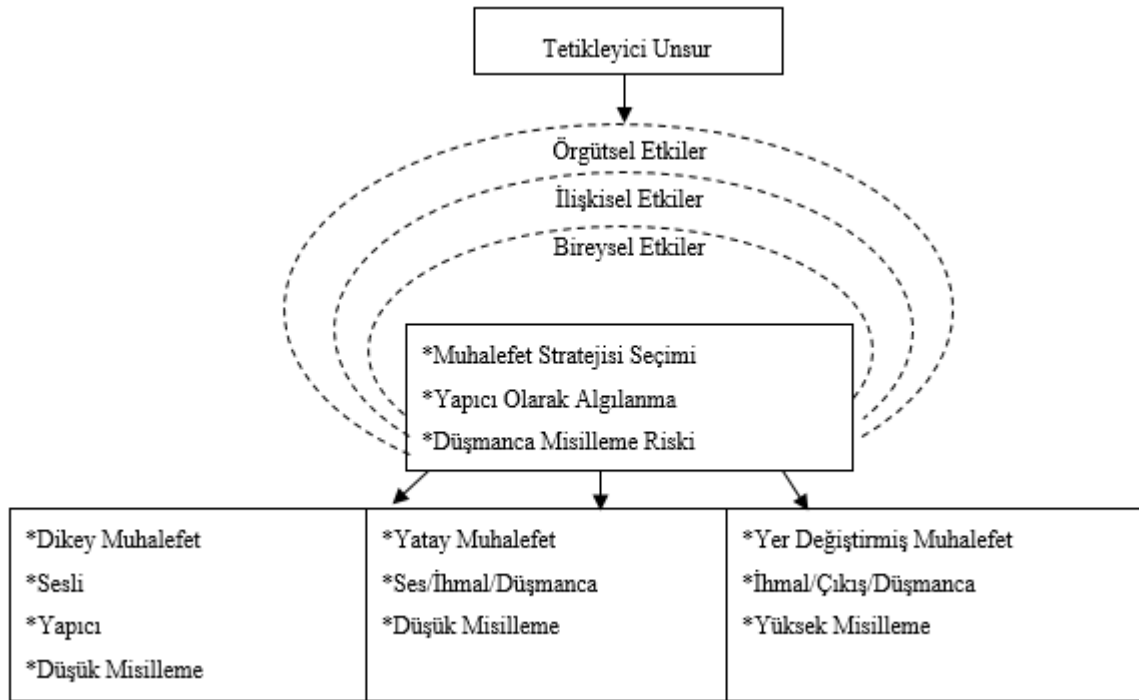 Tetikleyici Unsur
Örgütsel Etkiler
İlişkisel Etkiler
Bireysel Etkiler
*Muhalefet Stratejisi Seçimi
*Yapıcı Olarak Algılanma
*Düşmanca Misilleme Riski
*Dikey Muhalefet
*Sesli
*Yapıcı
*Düşük Misilleme
*Yatay Muhalefet
*Ses/İhmal/Düşmanca
*Düşük Misilleme
*Yer Değiştirmiş Muhalefet
*İhmal/Çıkış/Düşmanca
*Yüksek Misilleme